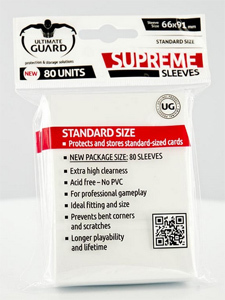 ULTIMATE
GUARD
protection & storage solutions
NEW 80 UNITS
Sleeve Size 66x91 mm
STANDARD SIZE
SUPREME
SLEEVES
UG
STANDARD SIZE
• Protects and stores standard-sized cards
• NEW PACKAGE SIZE: 80 SLEEVES
• Extra high clearness
• Acid free – No PVC
• For professional gameplay
• Ideal fitting and size
• Prevents bent corners
and scratches
• Longer playability
and lifetime